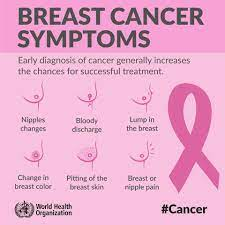 BREAST CANCER
SYMPTOMS
Early diagnosis of cancer generally increases
the chances for successful treatment.
Nipples
changes
Bloody
discharge
Lump in
the breast
Change in
breast color
Pitting of the
breast skin
Breast or
nipple pain
World Health
Organization
#Cancer